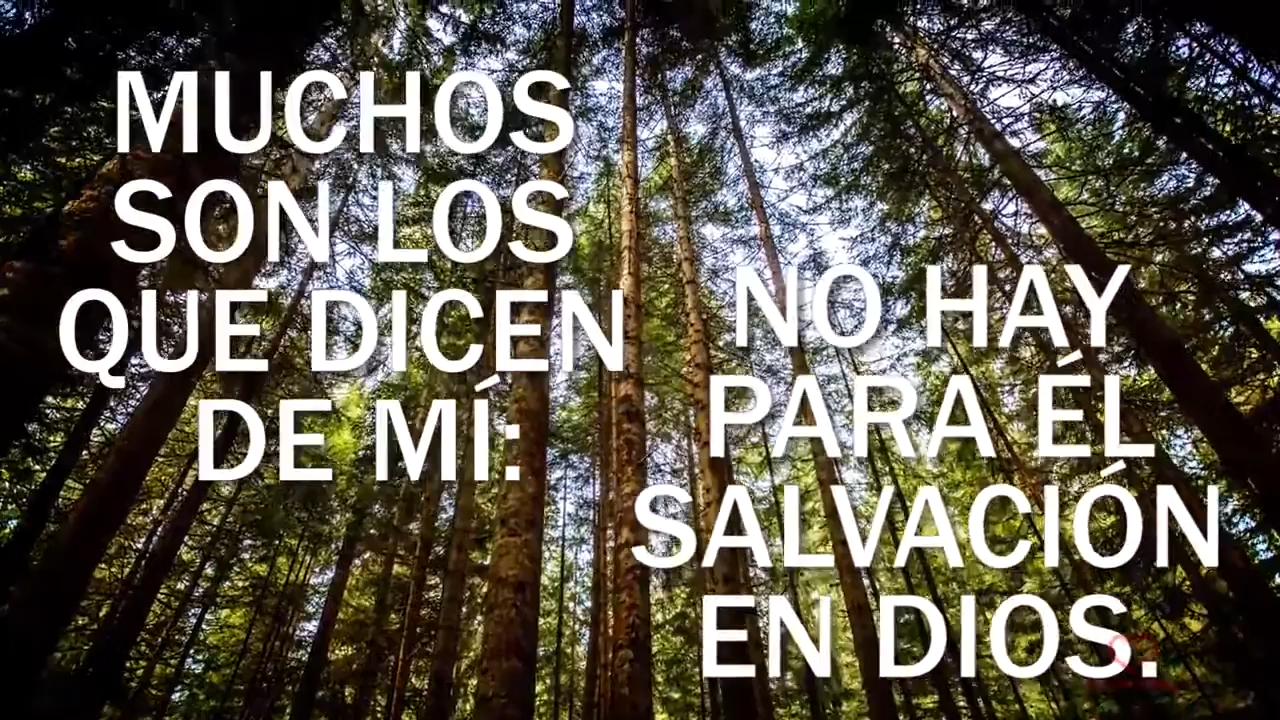 MUCHOS
SON LOS
QUE DICEN
DE MÍ:
NO HAY
PARA ÉL
SALVACIÓN
EN DIOS.